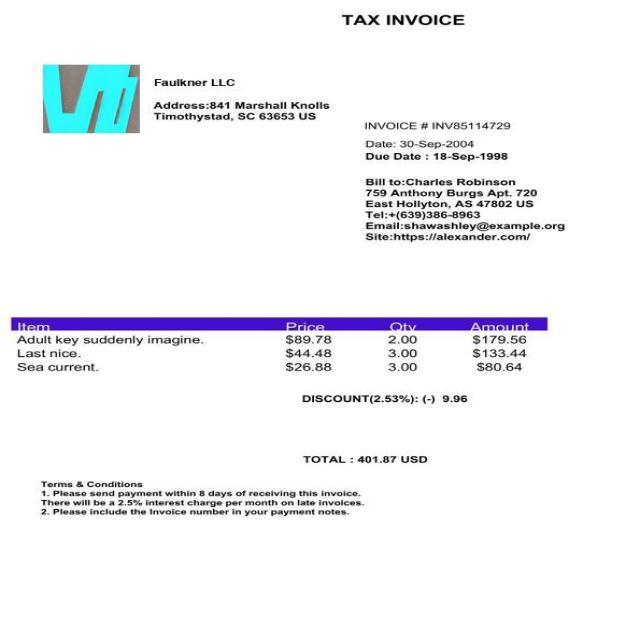 TAX INVOICE
Faulkner LLC
Address:841 Marshall Knolls
Timothystad, SC 63653 US
INVOICE # INV85114729
Date: 30-Sep-2004
Due Date : 18-Sep-1998
Bill to:Charles Robinson
759 Anthony Burgs Apt. 720
East Hollyton, AS 47802 US
Tel:+(639)386-8963
Email:shawashley@example.org
Site:https://alexander.com/
Item Price Qty Amount
Adult key suddenly imagine. $89.78 2.00 $179.56
Last nice. $44.48 3.00 $133.44
Sea current. $26.88 3.00 $80.64
DISCOUNT(2.53%): (-) 9.96
TOTAL : 401.87 USD
Terms & Conditions
1. Please send payment within 8 days of receiving this invoice.
There will be a 2.5% interest charge per month on late invoices.
2. Please include the Invoice number in your payment notes.